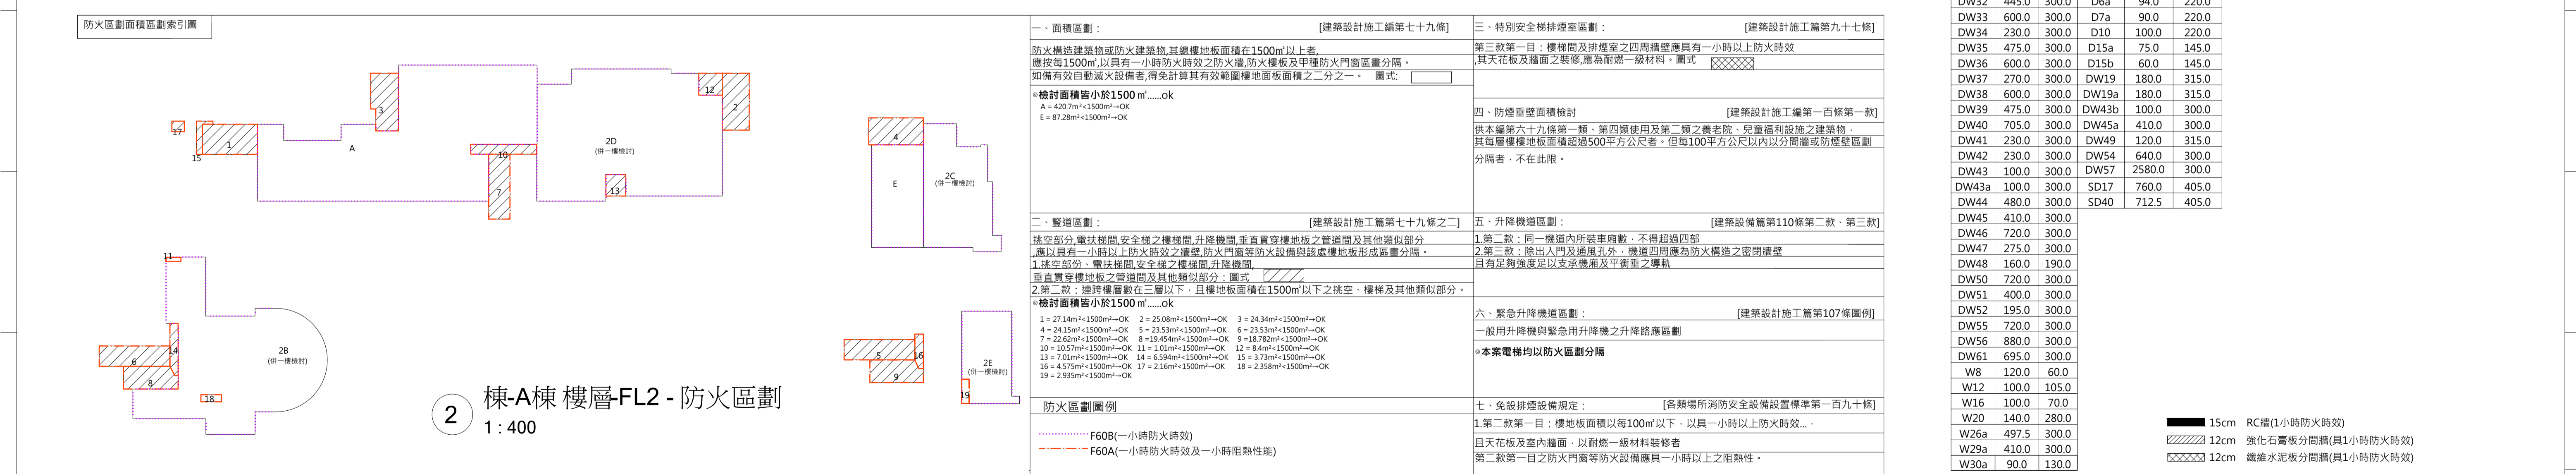 防火區劃面積區劃索引圖
17
15
1
A
3
10
7
2D
(併一樓檢討)
13
12
2
4
E
2C
(併一樓檢討)
11
14
6
8
18
2B
(併一樓檢討)
5
16
9
2E
(併一樓檢討)
19
2
棟-A棟 樓層-FL2 - 防火區劃
1 : 400
一、面積區劃： [建築設計施工編第七十九條]
防火構造建築物或防火建築物,其總樓地板面積在1500㎡以上者,
應按每1500㎡,以具有一小時防火時效之防火牆,防火樓板及甲種防火門窗區畫分隔。
如備有效自動滅火設備者,得免計算其有效範圍樓地面板面積之二分之一。 圖式:
※檢討面積皆小於1500 ㎡......ok
A = 420.7m²<1500m²→OK
E = 87.28m²<1500m²→OK
二、豎道區劃： [建築設計施工篇第七十九條之二]
挑空部分,電扶梯間,安全梯之樓梯間,升降機間,垂直貫穿樓地板之管道間及其他類似部分
,應以具有一小時以上防火時效之牆壁,防火門窗等防火設備與該處樓地板形成區畫分隔。
1.挑空部份、電扶梯間,安全梯之樓梯間,升降機間,
垂直貫穿樓地板之管道間及其他類似部分：圖式
2.第二款：連跨樓層數在三層以下，且樓地板面積在1500㎡以下之挑空、樓梯及其他類似部分。
※檢討面積皆小於1500 ㎡......ok
1 = 27.14m²<1500m²→OK 2 = 25.08m²<1500m²→OK 3 = 24.34m²<1500m²→OK
4 = 24.15m²<1500m²→OK 5 = 23.53m²<1500m²→OK 6 = 23.53m²<1500m²→OK
7 = 22.62m²<1500m²→OK 8 =19.454m²<1500m²→OK 9 =18.782m²<1500m²→OK
10 = 10.57m²<1500m²→OK 11 = 1.01m²<1500m²→OK 12 = 8.4m²<1500m²→OK
13 = 7.01m²<1500m²→OK 14 = 6.594m²<1500m²→OK 15 = 3.73m²<1500m²→OK
16 = 4.575m²<1500m²→OK 17 = 2.16m²<1500m²→OK 18 = 2.358m²<1500m²→OK
19 = 2.935m²<1500m²→OK
防火區劃圖例
F60B(一小時防火時效)
F60A(一小時防火時效及一小時阻熱性能)
三、特別安全梯排煙室區劃： [建築設計施工篇第九十七條]
第三款第一目：樓梯間及排煙室之四周牆壁應具有一小時以上防火時效
,其天花板及牆面之裝修,應為耐燃一級材料。圖式
四、防煙垂壁面積檢討 [建築設計施工編第一百條第一款]
供本編第六十九條第一類、第四類使用及第二類之養老院、兒童福利設施之建築物，
其每層樓樓地板面積超過500平方公尺者。但每100平方公尺以內以分間牆或防煙壁區劃
分隔者，不在此限。
五、升降機道區劃： [建築設備篇第110條第二款、第三款]
1.第二款：同一機道內所裝車廂數，不得超過四部
2.第三款：除出入門及通風孔外，機道四周應為防火構造之密閉牆壁
且有足夠強度足以支承機廂及平衡垂之導軌
六、緊急升降機道區劃： [建築設計施工篇第107條圖例]
一般用升降機與緊急用升降機之升降路應區劃
※本案電梯均以防火區劃分隔
七、免設排煙設備規定： [各類場所消防安全設備設置標準第一百九十條]
1.第二款第一目：樓地板面積以每100㎡以下，以具一小時以上防火時效...，
且天花板及室內牆面，以耐燃一級材料裝修者
第二款第一目之防火門窗等防火設備應具一小時以上之阻熱性。
DW32 445.0 300.0 D6a 94.0 220.0
DW33 600.0 300.0 D7a 90.0 220.0
DW34 230.0 300.0 D10 100.0 220.0
DW35 475.0 300.0 D15a 75.0 145.0
DW36 600.0 300.0 D15b 60.0 145.0
DW37 270.0 300.0 DW19 180.0 315.0
DW38 600.0 300.0 DW19a 180.0 315.0
DW39 475.0 300.0 DW43b 100.0 300.0
DW40 705.0 300.0 DW45a 410.0 300.0
DW41 230.0 300.0 DW49 120.0 315.0
DW42 230.0 300.0 DW54 640.0 300.0
DW43 100.0 300.0 DW57 2580.0 300.0
DW43a 100.0 300.0 SD17 760.0 405.0
DW44 480.0 300.0 SD40 712.5 405.0
DW45 410.0 300.0
DW46 720.0 300.0
DW47 275.0 300.0
DW48 160.0 190.0
DW50 720.0 300.0
DW51 400.0 300.0
DW52 195.0 300.0
DW55 720.0 300.0
DW56 880.0 300.0
DW61 695.0 300.0
W8 120.0 60.0
W12 100.0 105.0
W16 100.0 70.0
W20 140.0 280.0
W26a 497.5 300.0
W29a 410.0 300.0
W30a 90.0 130.0
15cm RC牆(1小時防火時效)
12cm 強化石膏板分間牆(具1小時防火時效)
12cm 纖維水泥板分間牆(具1小時防火時效)